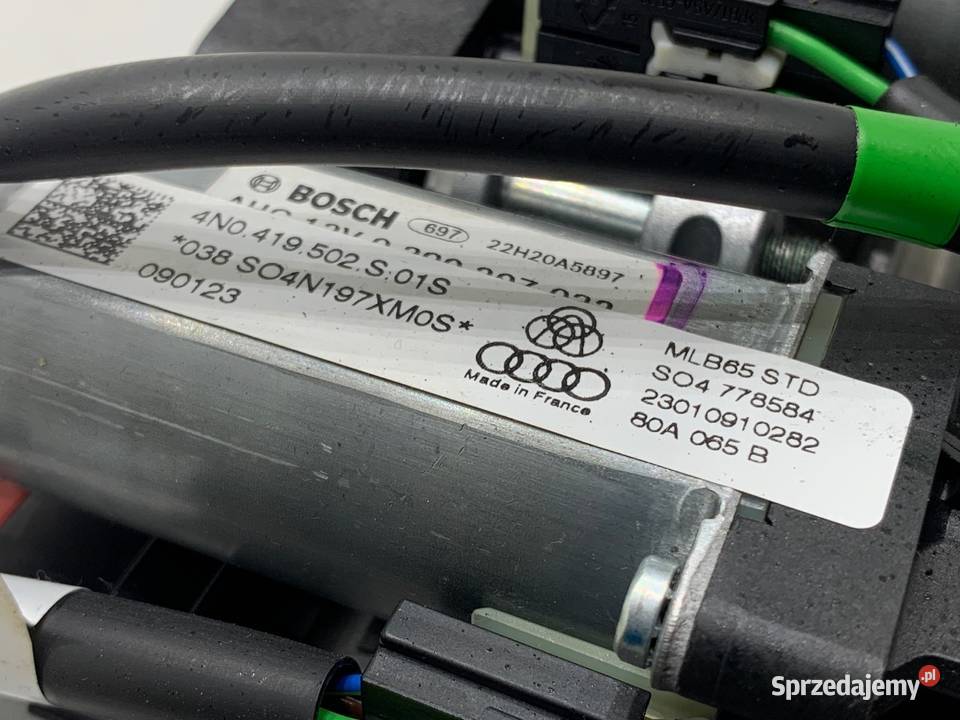 BOSCH 697 22H20A5897
4N0.419.502.S.01S
*038 SO4N197XM0S*
090123
Made in France
MLB65 STD
SO4 778584
23010910282
80A 065 B
Sprzedajemy.pl